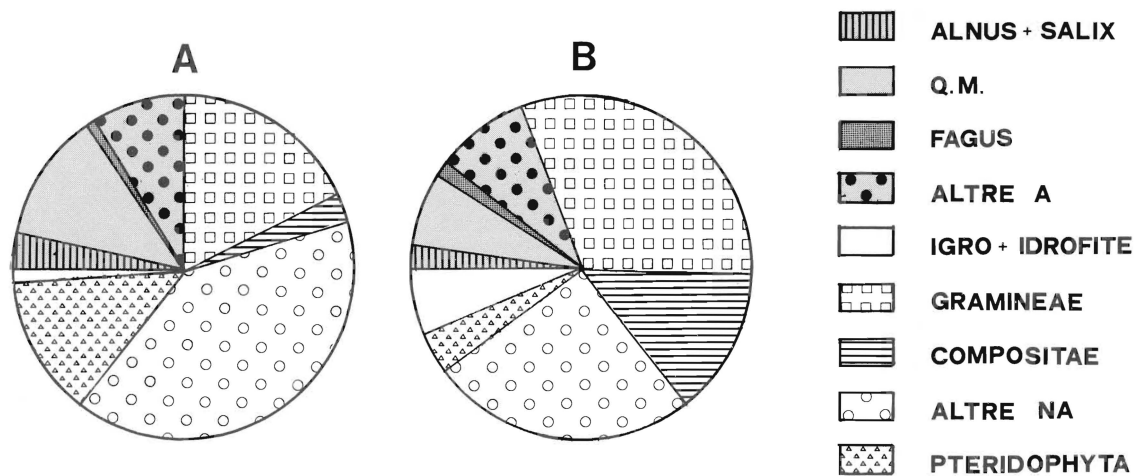 A
B
ALNUS + SALIX
Q. M.
FAGUS
ALTRE A
IGRO + IDROFITE
GRAMINEAE
COMPOSITAE
ALTRE NA
PTERIDOPHYTA